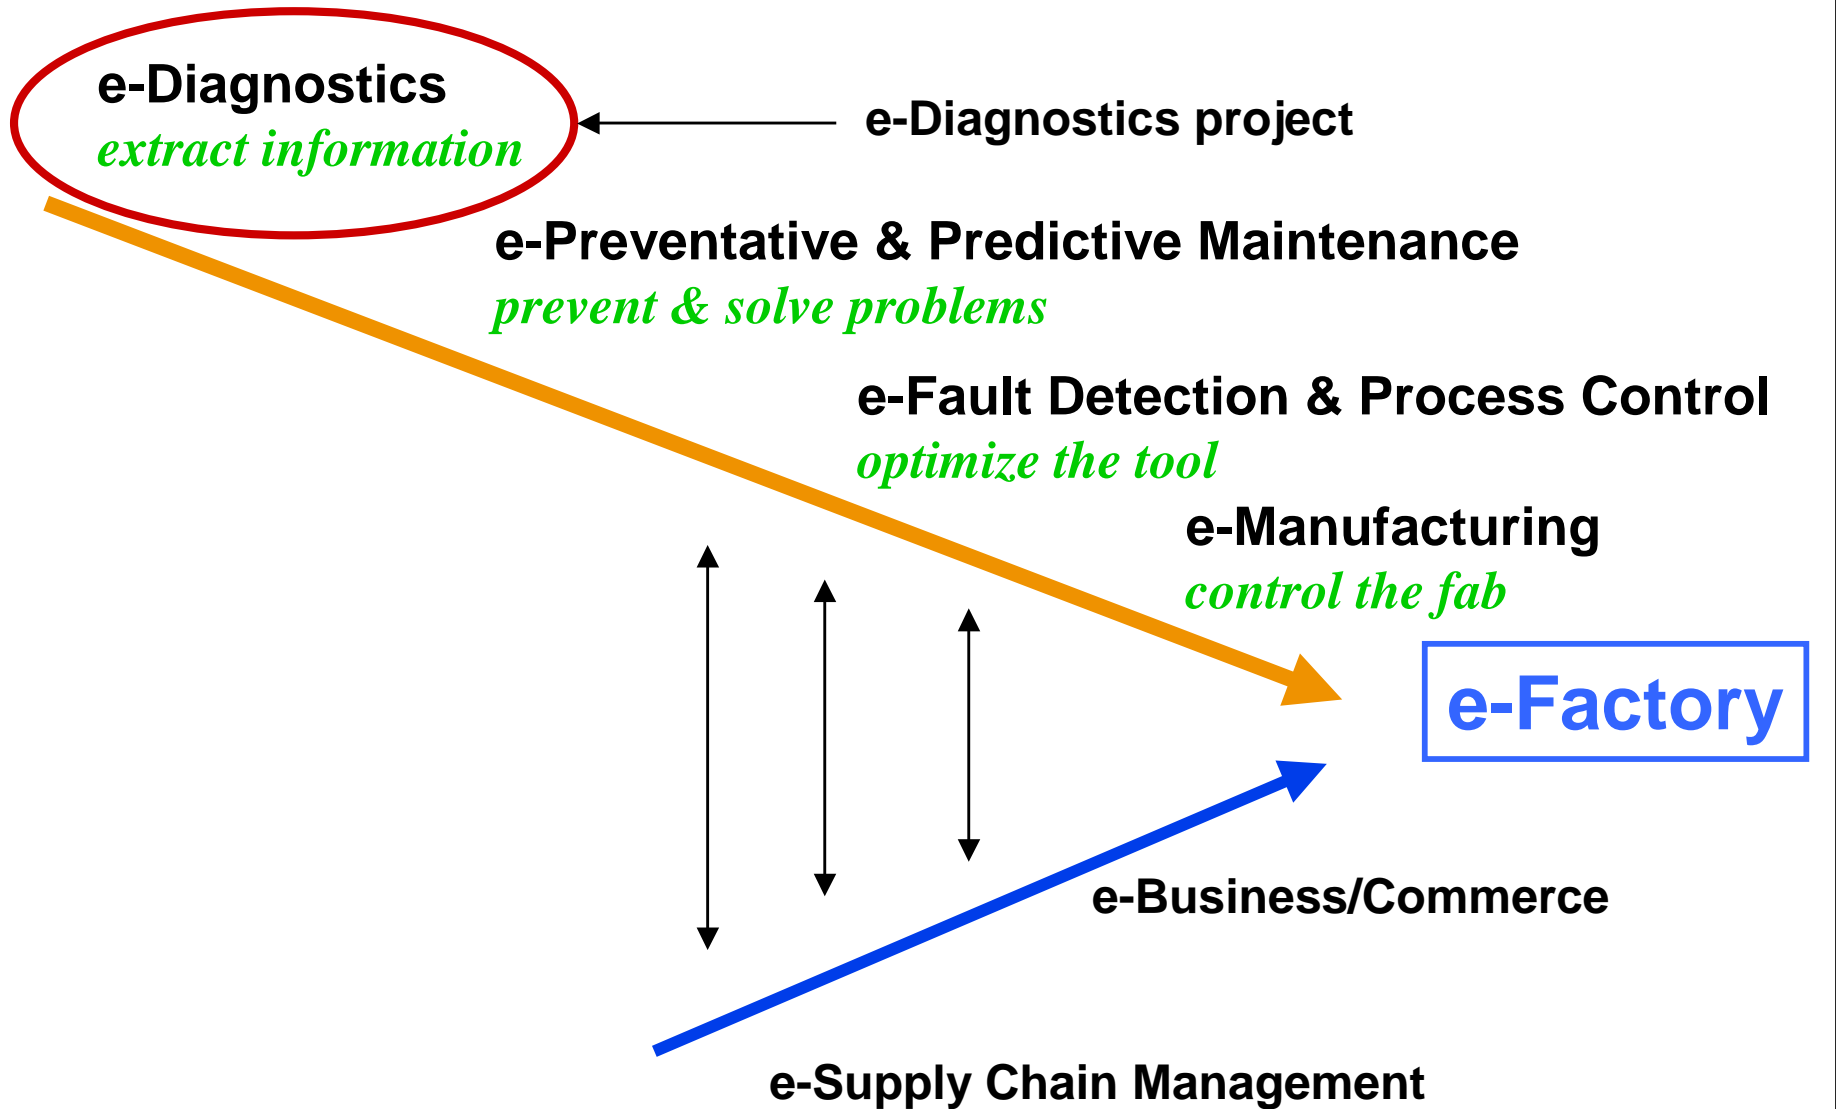 e-Diagnostics
extract information
e-Diagnostics project
e-Preventative & Predictive Maintenance
prevent & solve problems
e-Fault Detection & Process Control
optimize the tool
e-Manufacturing
control the fab
e-Factory
e-Business/Commerce
e-Supply Chain Management